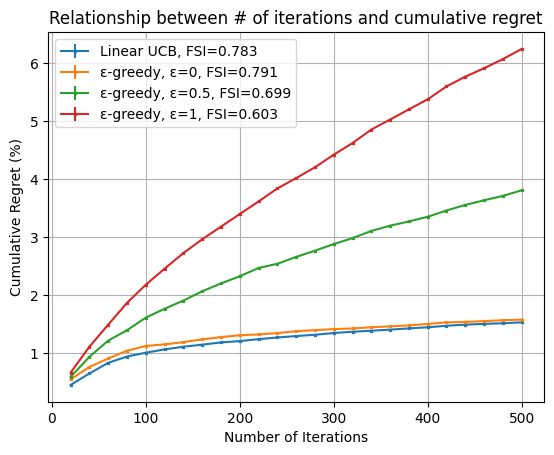 Relationship between # of iterations and cumulative regret
Linear UCB, FSI=0.783
ε-greedy, ε=0, FSI=0.791
ε-greedy, ε=0.5, FSI=0.699
ε-greedy, ε=1, FSI=0.603
Cumulative Regret (%)
6
5
4
3
2
1
0 100 200 300 400 500
Number of Iterations